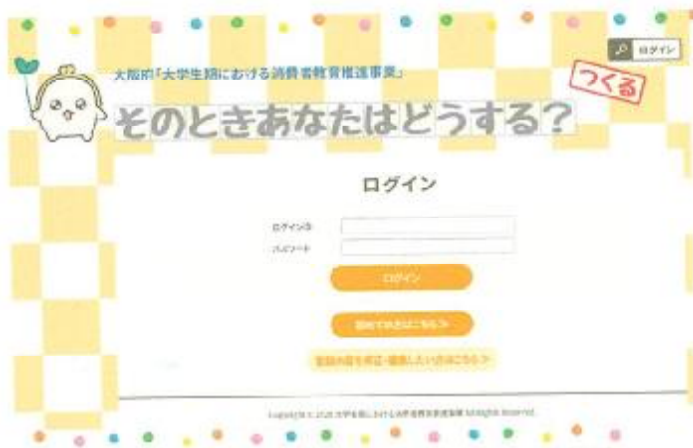 ログイン
大阪府「大学生期における消費者教育推進事業」
つくる
そのときあなたはどうする？
ログイン
ログインID
パスワード
ログイン
初めての方はこちら≫
登録内容を修正・編集したい方はこちら≫